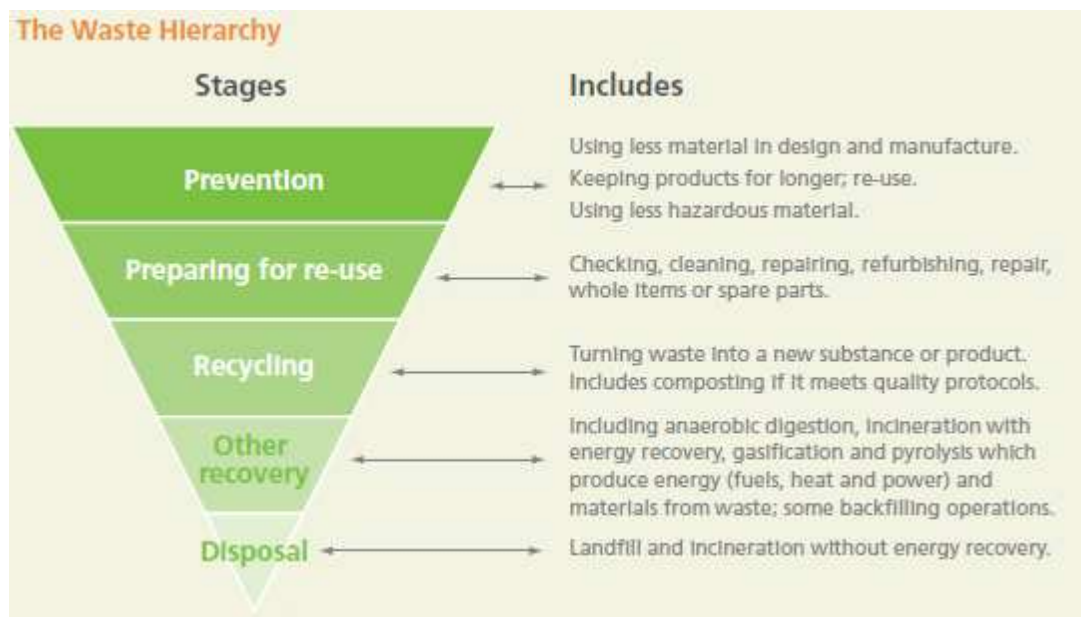 The Waste Hierarchy
Stages
Includes
Prevention
Using less material in design and manufacture.
Keeping products for longer; re-use.
Using less hazardous material.
Preparing for re-use
Checking, cleaning, repairing, refurbishing, repair,
whole items or spare parts.
Recycling
Turning waste into a new substance or product.
Includes composting if it meets quality protocols.
Other
recovery
Including anaerobic digestion, incineration with
energy recovery, gasification and pyrolysis which
produce energy (fuels, heat and power) and
materials from waste; some backfilling operations.
Disposal
Landfill and incineration without energy recovery.